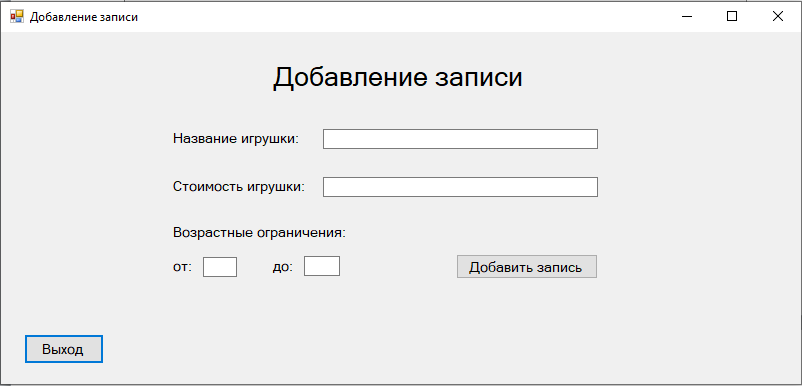 Добавление записи
Добавление записи
Название игрушки:
Стоимость игрушки:
Возрастные ограничения:
от: до: Добавить запись
Выход